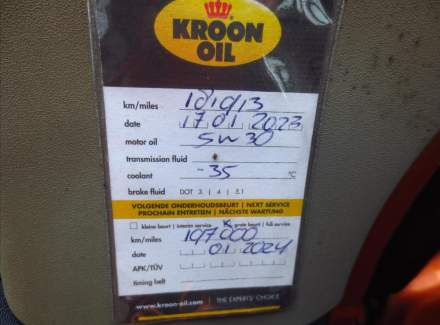 KROON
OIL
km/miles 181013
date 17 01 2023
motor oil 5W30
transmission fluid
coolant -35 °C
brake fluid DOT 3 | 4 | 5.1
VOLGENDE ONDERHOUDSBEURT | NEXT SERVICE
PROCHAIN ENTRETIEN | NÄCHSTE WARTUNG
kleine beurt | interim service X grote beurt | full service
km/miles 197000
date 01 2024
APK/TÜV
timing belt
www.kroon-oil.com | THE EXPERTS' CHOICE